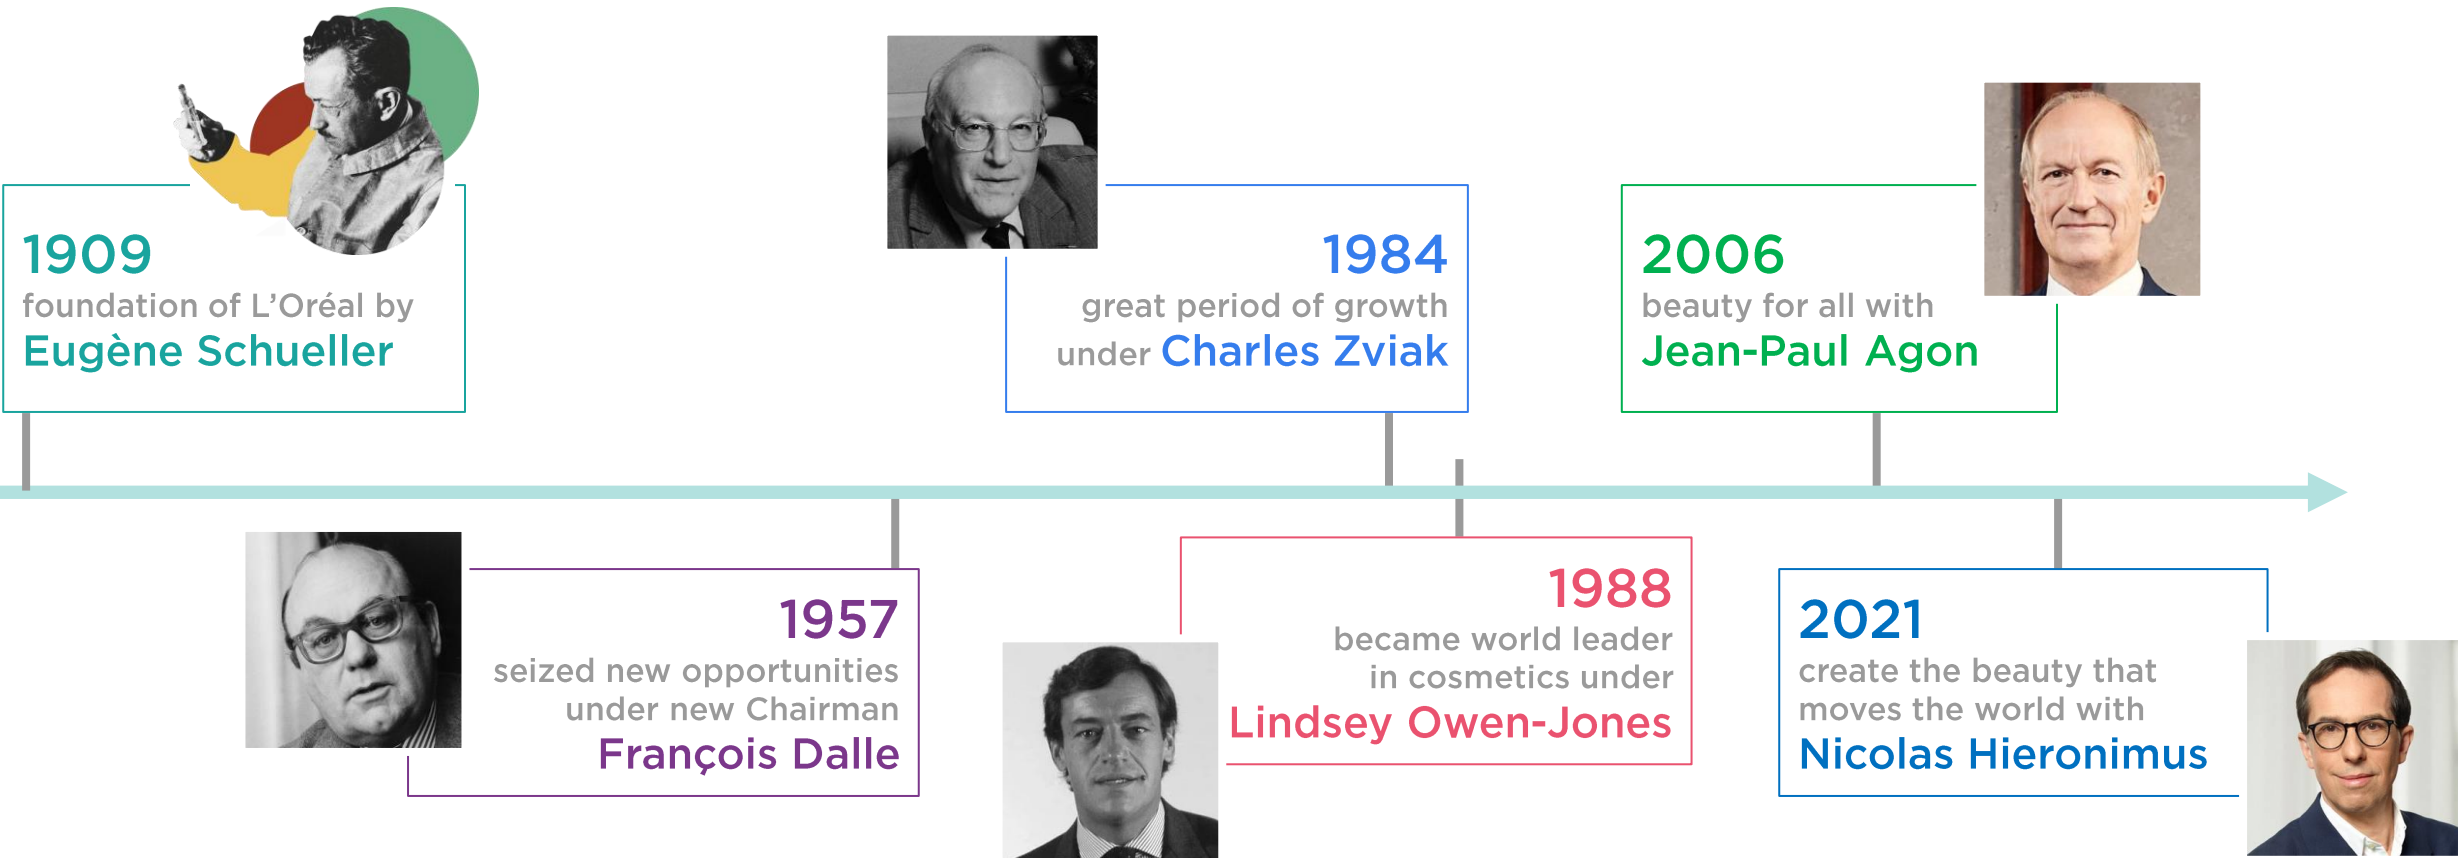 1909
foundation of L’Oréal by
Eugène Schueller
1957
seized new opportunities
under new Chairman
François Dalle
1984
great period of growth
under Charles Zviak
1988
became world leader
in cosmetics under
Lindsey Owen-Jones
2006
beauty for all with
Jean-Paul Agon
2021
create the beauty that
moves the world with
Nicolas Hieronimus